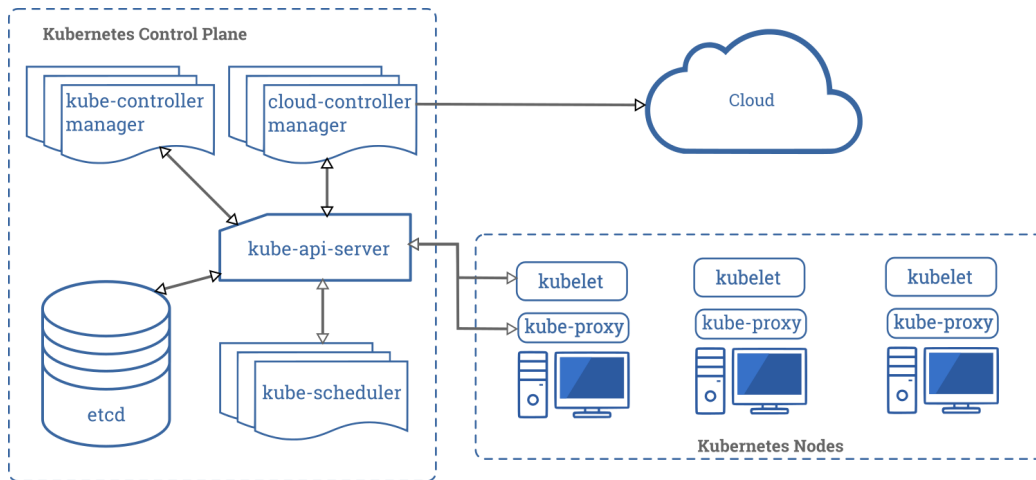 Kubernetes Control Plane
kube-controller
manager
cloud-controller
manager
Cloud
kube-api-server
kubelet
kubelet
kubelet
kube-proxy
kube-proxy
kube-proxy
etcd
kube-scheduler
Kubernetes Nodes